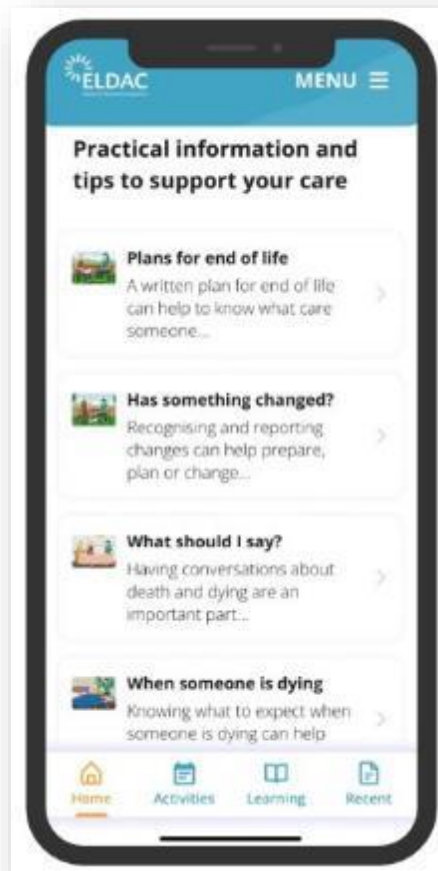 ELDAC
MENU
Practical information and
tips to support your care
Plans for end of life
A written plan for end of life
can help to know what care
someone...
Has something changed?
Recognising and reporting
changes can help prepare,
plan or change...
What should I say?
Having conversations about
death and dying are an
important part...
When someone is dying
Knowing what to expect when
someone is dying can help
Home
Activities
Learning
Recent